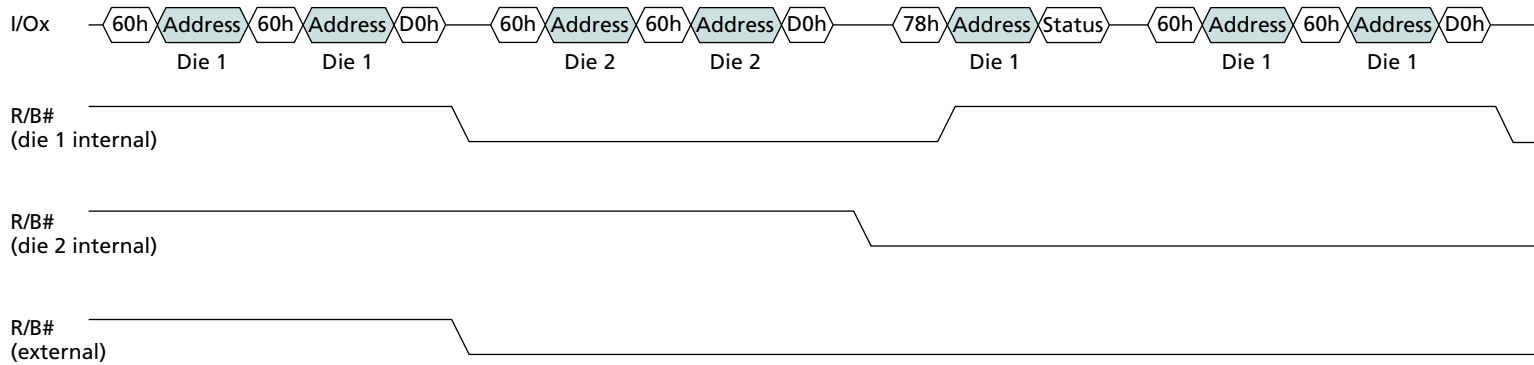 I/Ox 60h Address 60h Address D0h 60h Address 60h Address D0h 78h Address Status 60h Address 60h Address D0h
Die 1 Die 1 Die 2 Die 2 Die 1 Die 1 Die 1
R/B#
(die 1 internal)
R/B#
(die 2 internal)
R/B#
(external)